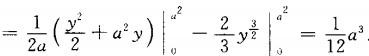 = \frac{1}{2a} \left( \frac{y^2}{2} + a^2 y \right) \Big|_0^{a^2} - \frac{2}{3} y^{\frac{3}{2}} \Big|_0^{a^2} = \frac{1}{12} a^3.